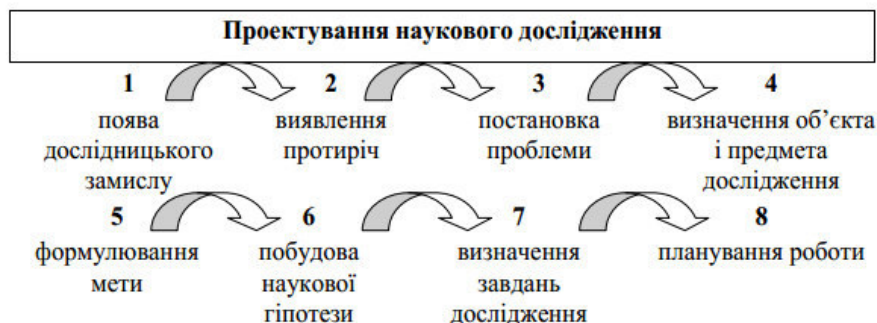 Проектування наукового дослідження
1 2 3 4
поява виявлення постановка визначення об’єкта
дослідницького протиріч проблеми і предмета
замислу дослідження
5 6 7 8
формулювання побудова визначення планування роботи
мети наукової завдань
гіпотези дослідження